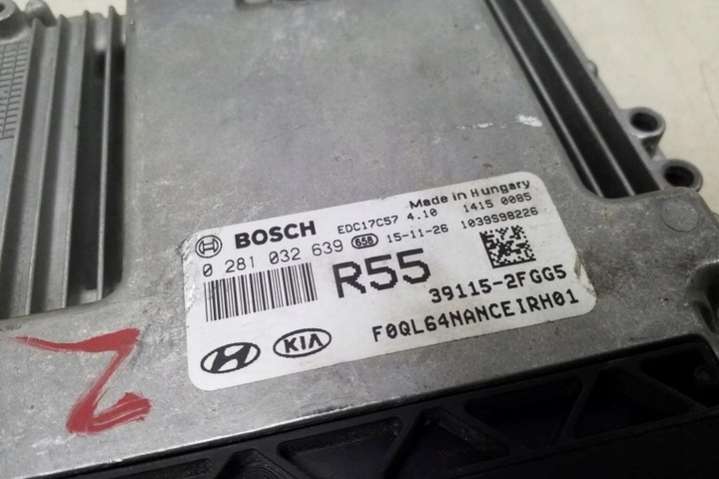 Made in Hungary
BOSCH EDC17C57 4.10 1415 0085
0 281 032 639 65B 15-11-26 1039S98226
R55
39115-2FGG5
F0QL64NANCEIRH01
KIA
Z